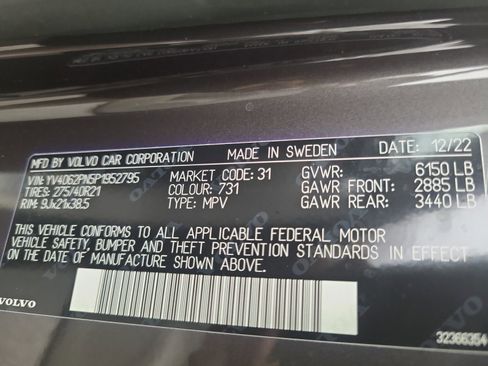 MFD BY VOLVO CAR CORPORATION MADE IN SWEDEN DATE: 12/22
VIN: YV4062PN5P1952795 MARKET CODE: 31 GVWR: 6150 LB
TIRES: 275/40R21 COLOUR: 731 GAWR FRONT: 2885 LB
RIM: 9Jx21x38.5 TYPE: MPV GAWR REAR: 3440 LB
THIS VEHICLE CONFORMS TO ALL APPLICABLE FEDERAL MOTOR
VEHICLE SAFETY, BUMPER AND THEFT PREVENTION STANDARDS IN EFFECT
ON THE DATE OF MANUFACTURE SHOWN ABOVE.
VOLVO
32366354